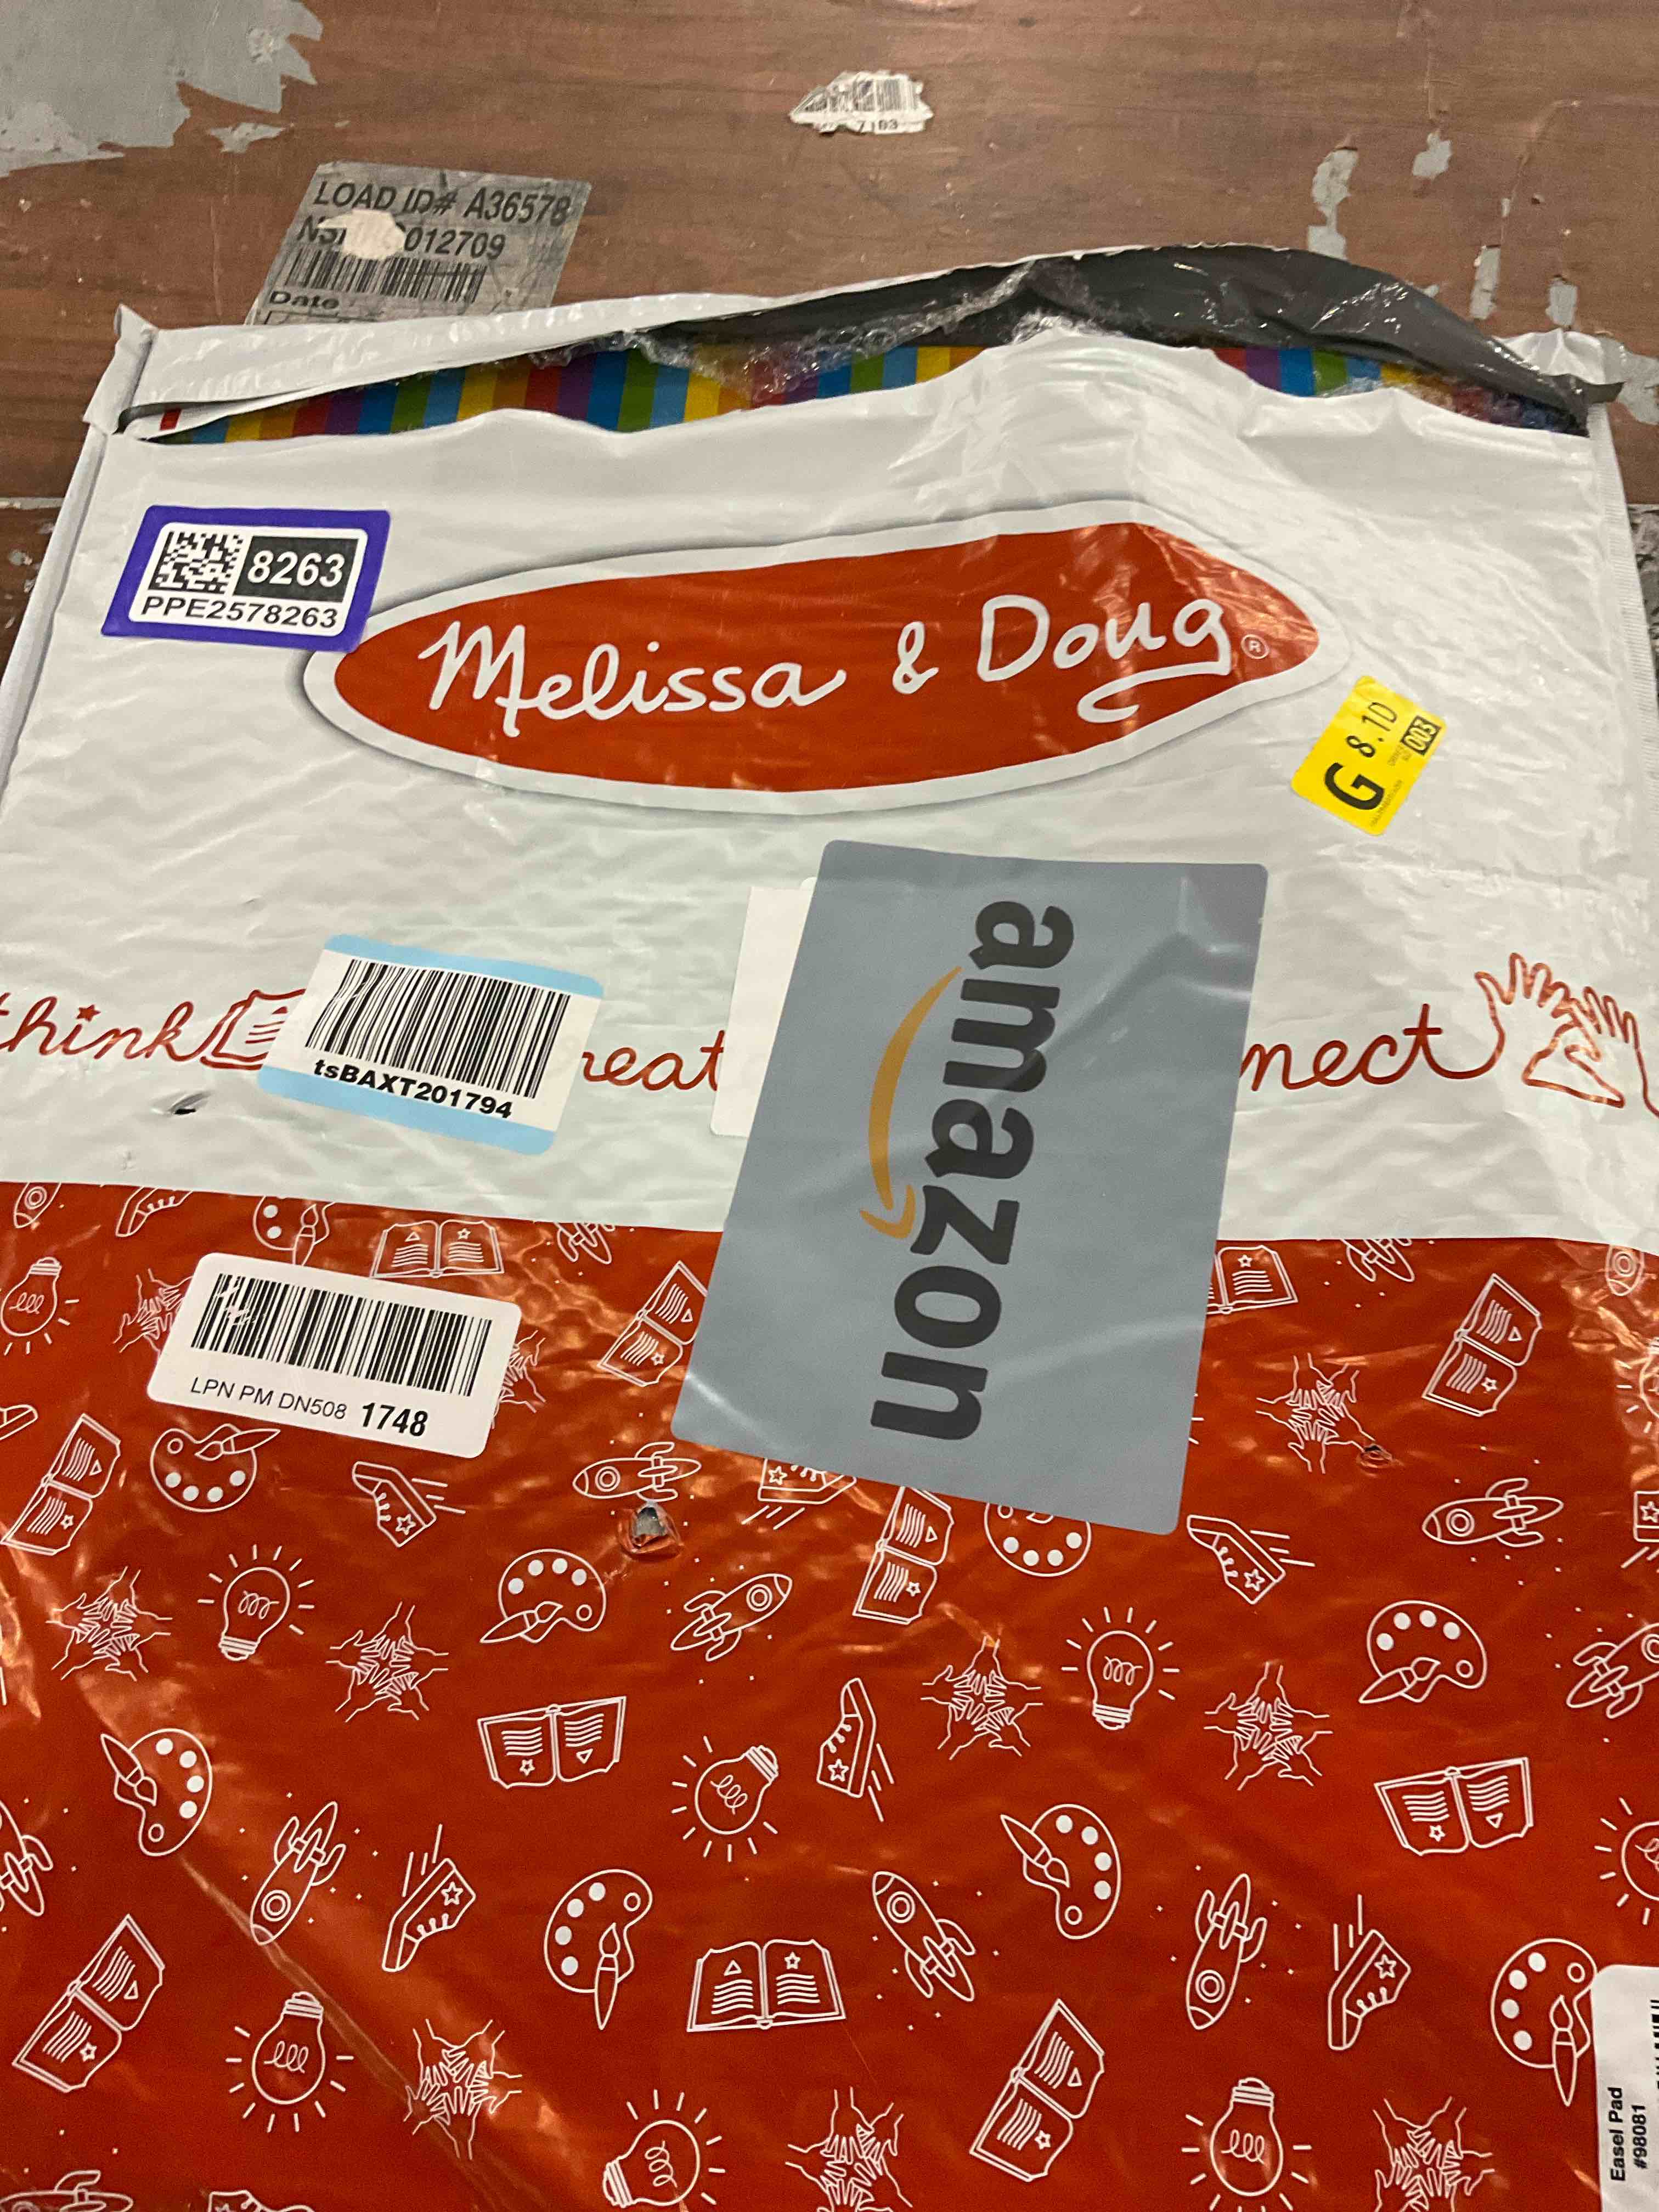 7193
LOAD ID# A36578
012709
Date
8263
PPE2578263
Melissa & Doug®
G 8.1D
003
amazon
think
reat
nect
tsBAXT201794
LPN PM DN508 1748
Easel Pad
#98081